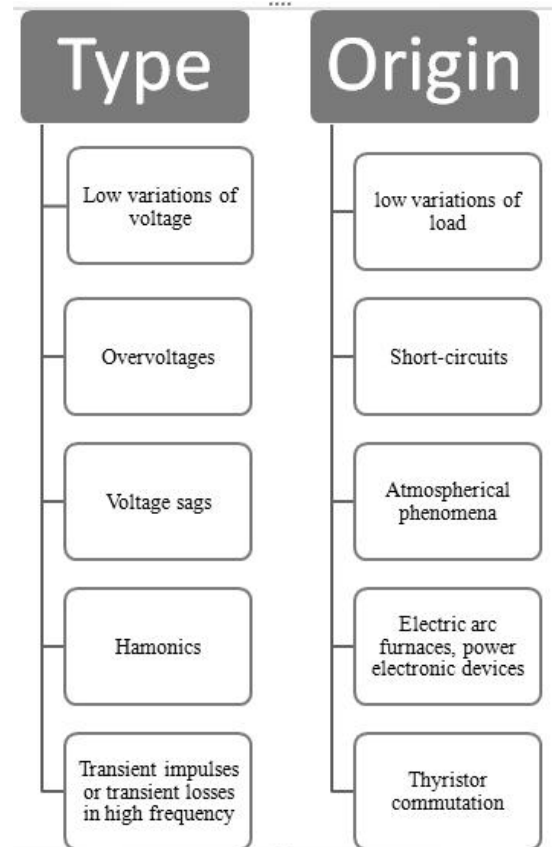 Type
Low variations of
voltage
Overvoltages
Voltage sags
Hamonics
Transient impulses
or transient losses
in high frequency
Origin
low variations of
load
Short-circuits
Atmospherical
phenomena
Electric arc
furnaces, power
electronic devices
Thyristor
commutation